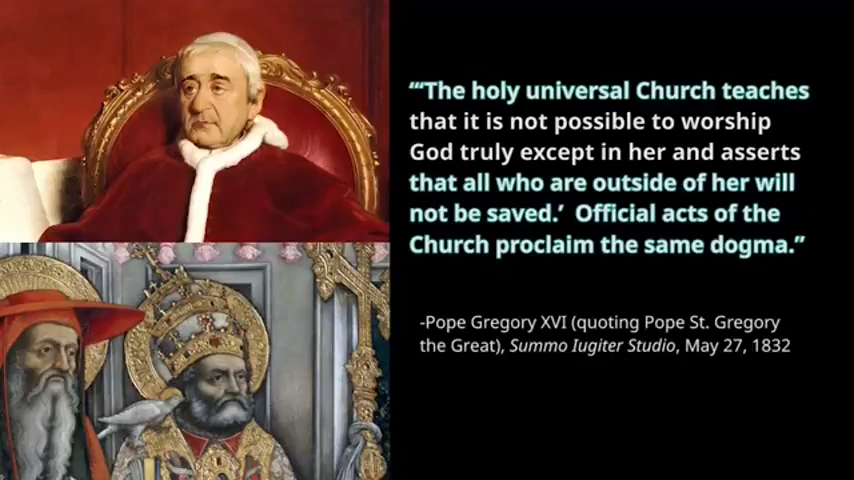 “‘The holy universal Church teaches
that it is not possible to worship
God truly except in her and asserts
that all who are outside of her will
not be saved.’  Official acts of the
Church proclaim the same dogma.”
-Pope Gregory XVI (quoting Pope St. Gregory
the Great), Summo Iugiter Studio, May 27, 1832